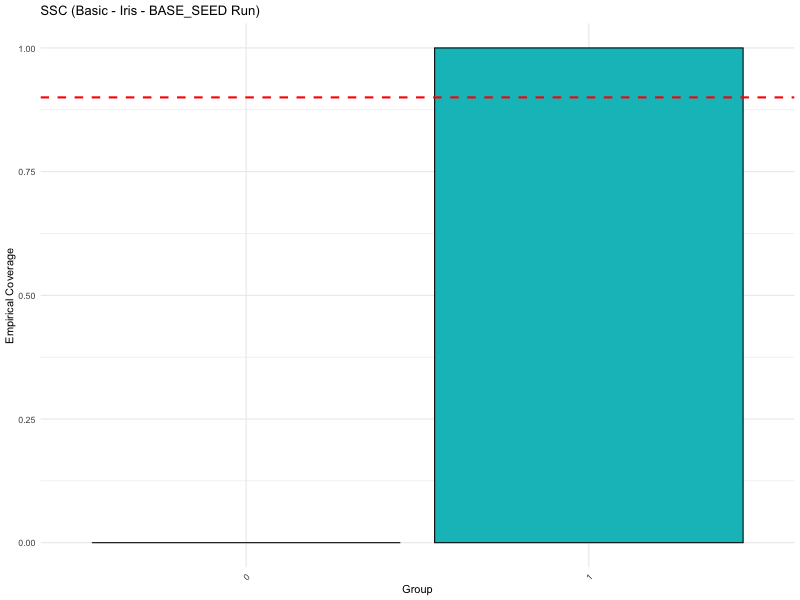 SSC (Basic - Iris - BASE_SEED Run)
1.00
0.75
0.50
0.25
0.00
Empirical Coverage
0
1
Group